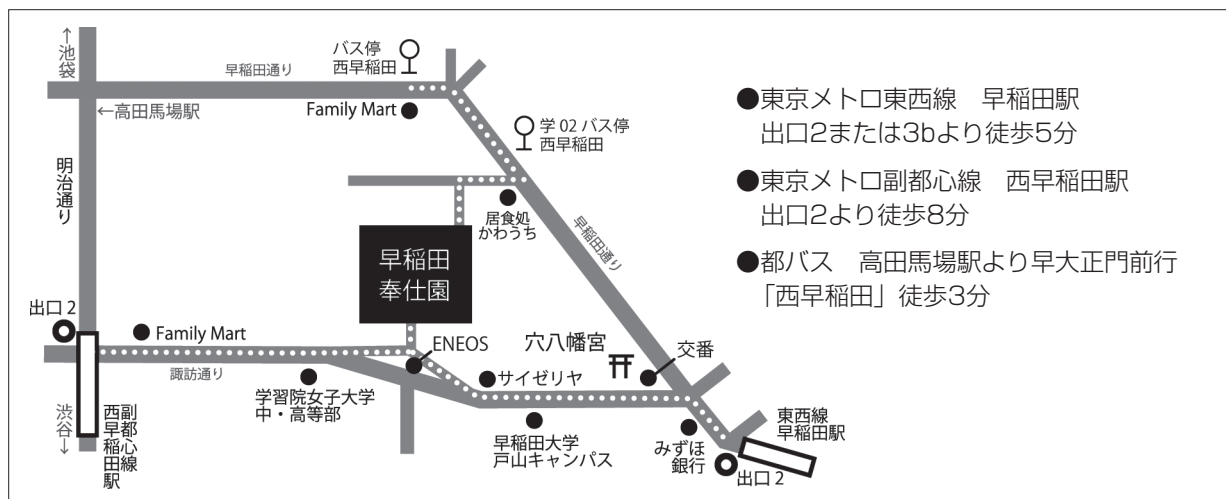 ←池袋
バス停
西早稲田
早稲田通り
←高田馬場駅
Family Mart
学 02 バス停
西早稲田
明治通り
居食処
かわうち
早稲田通り
早稲田
奉仕園
出口 2
Family Mart
ENEOS
穴八幡宮
交番
諏訪通り
サイゼリヤ
学習院女子大学
中・高等部
渋谷→
副都心線
西早稲田駅
早稲田大学
戸山キャンパス
みずほ
銀行
東西線
早稲田駅
出口 2
●東京メトロ東西線 早稲田駅
出口2または3bより徒歩5分
●東京メトロ副都心線 西早稲田駅
出口2より徒歩8分
●都バス 高田馬場駅より早大正門前行
「西早稲田」徒歩3分